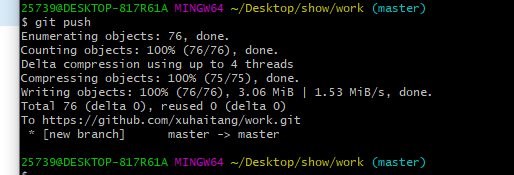 25739@DESKTOP-817R61A MINGW64 ~/Desktop/show/work (master)
$ git push
Enumerating objects: 76, done.
Counting objects: 100% (76/76), done.
Delta compression using up to 4 threads
Compressing objects: 100% (75/75), done.
Writing objects: 100% (76/76), 3.06 MiB | 1.53 MiB/s, done.
Total 76 (delta 0), reused 0 (delta 0)
To https://github.com/xuhaitang/work.git
 * [new branch]      master -> master

25739@DESKTOP-817R61A MINGW64 ~/Desktop/show/work (master)